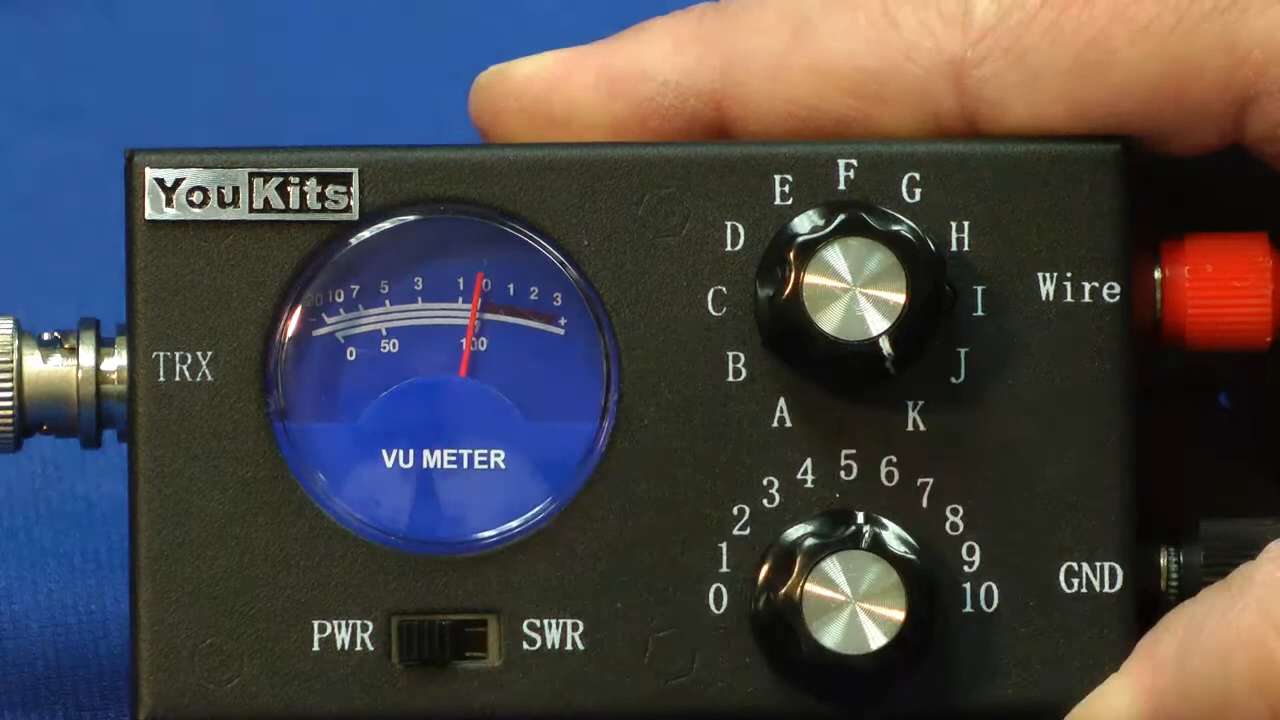 YouKits
20 10 7 5 3 1 0 1 2 3
- +
0 50 100
VU METER
TRX
PWR SWR
A B C D E F G H I J K
0 1 2 3 4 5 6 7 8 9 10
Wire
GND